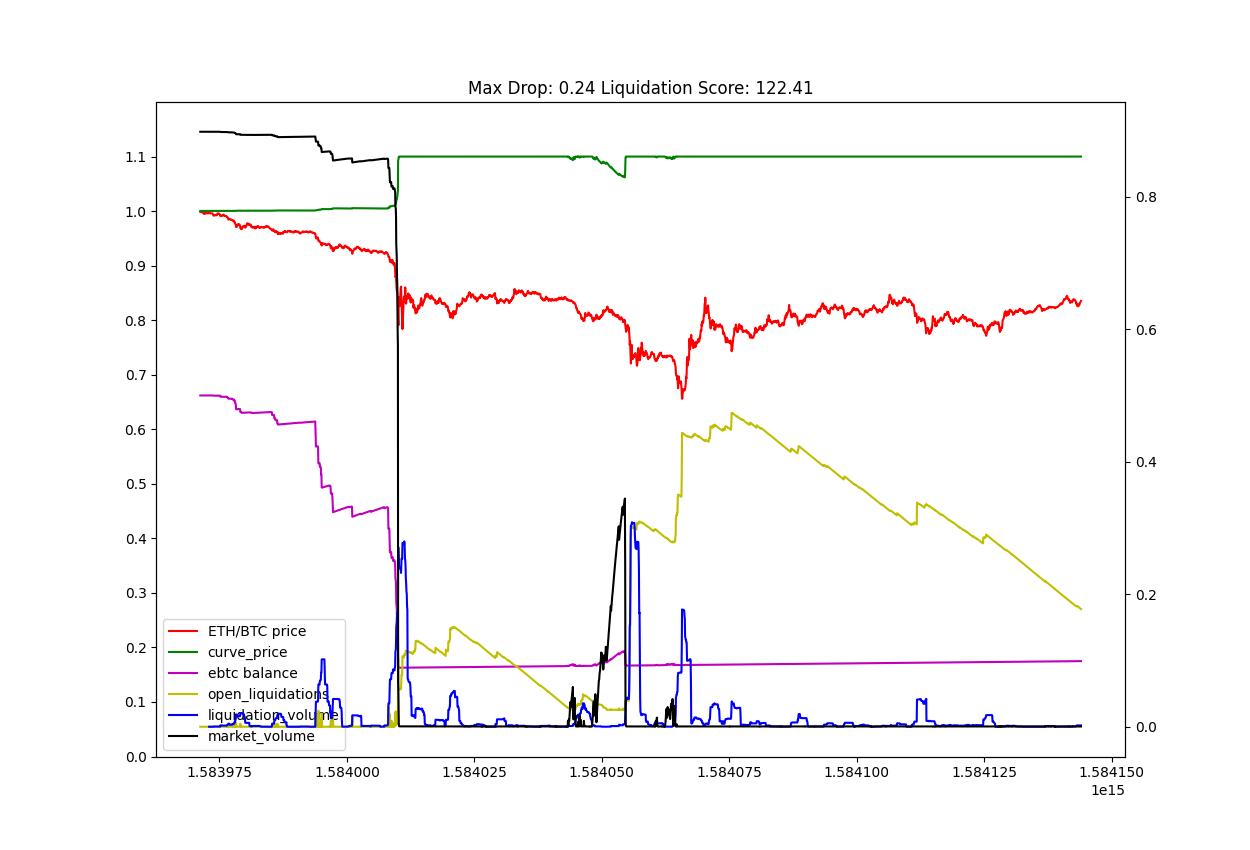 Max Drop: 0.24 Liquidation Score: 122.41
1.1
1.0
0.9
0.8
0.7
0.6
0.5
0.4
0.3
0.2
0.1
0.0
0.8
0.6
0.4
0.2
0.0
ETH/BTC price
curve_price
ebtc balance
open_liquidations
liquidation_volume
market_volume
1.583975 1.584000 1.584025 1.584050 1.584075 1.584100 1.584125 1.584150
1e15